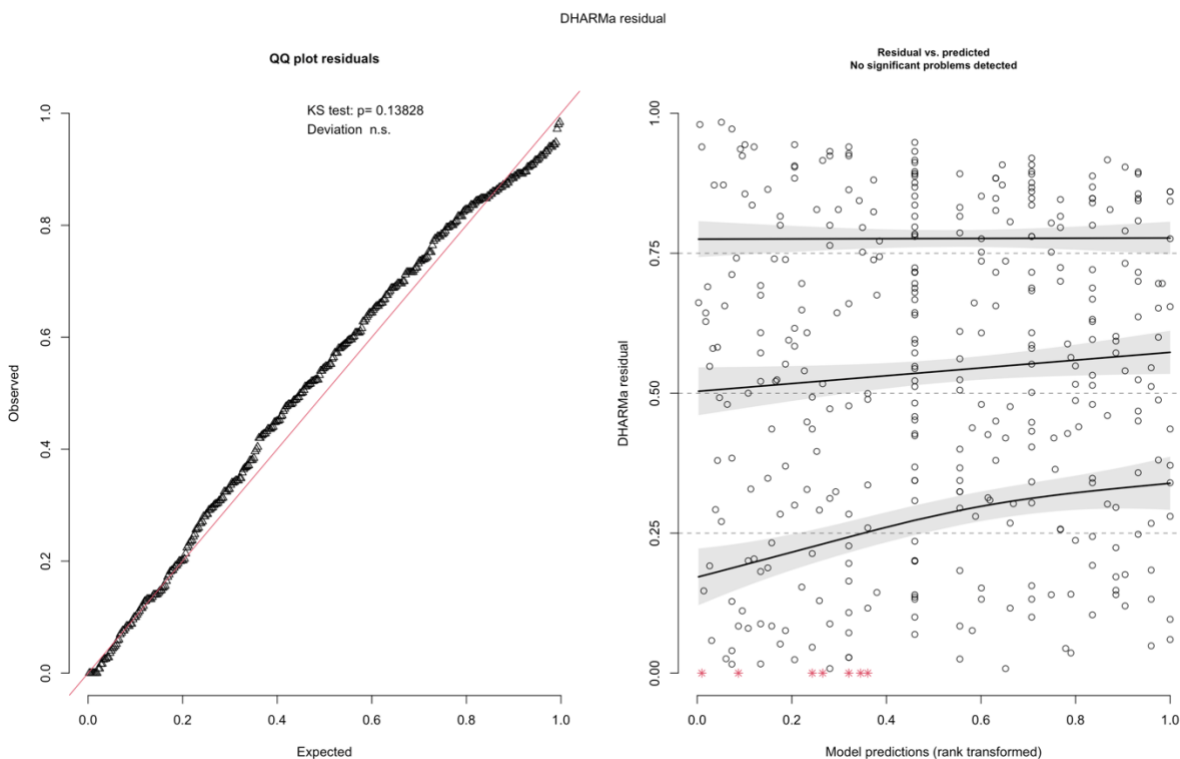 DHARMa residual
QQ plot residuals
KS test: p= 0.13828
Deviation n.s.
Observed
0.0
0.2
0.4
0.6
0.8
1.0
0.0
0.2
0.4
0.6
0.8
1.0
Expected
Residual vs. predicted
No significant problems detected
DHARMa residual
0.00
0.25
0.50
0.75
1.00
0.0
0.2
0.4
0.6
0.8
1.0
Model predictions (rank transformed)